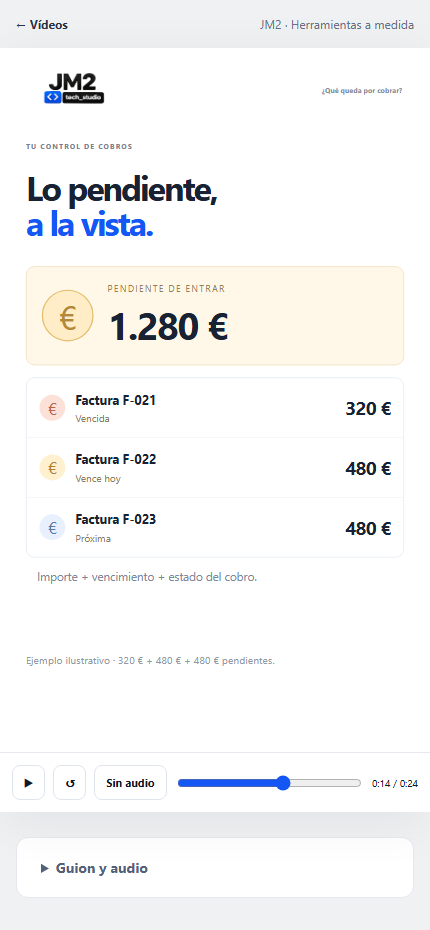 ← Vídeos
JM2 · Herramientas a medida
JM2
<> tech_studio
¿Qué queda por cobrar?
TU CONTROL DE COBROS
Lo pendiente,
a la vista.
€
PENDIENTE DE ENTRAR
1.280 €
€
Factura F-021
Vencida
320 €
€
Factura F-022
Vence hoy
480 €
€
Factura F-023
Próxima
480 €
Importe + vencimiento + estado del cobro.
Ejemplo ilustrativo · 320 € + 480 € + 480 € pendientes.
▶ ↺ Sin audio 0:14 / 0:24
▶ Guion y audio